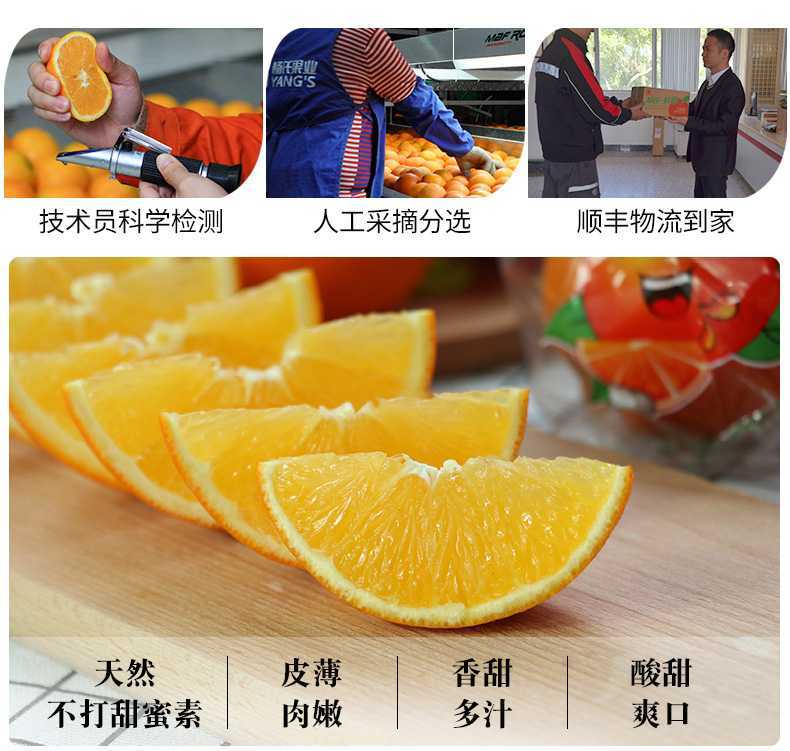 MAF RO
杨氏果业
YANG'S
技术员科学检测
人工采摘分选
顺丰物流到家
天然
不打甜蜜素
皮薄
肉嫩
香甜
多汁
酸甜
爽口